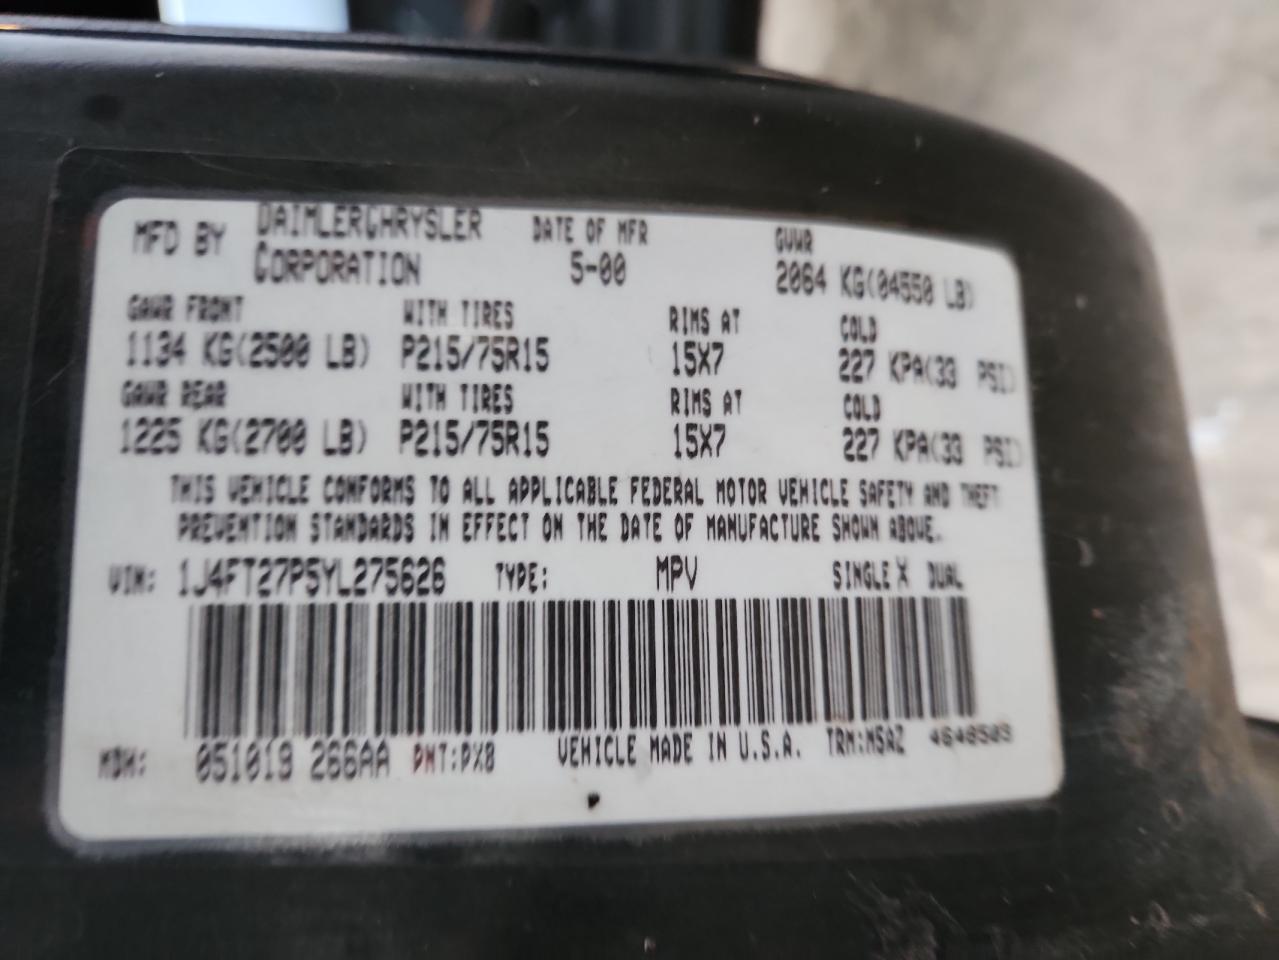 MFD BY DAIMLERCHRYSLER CORPORATION DATE OF MFR 5-00 GVWR 2064 KG(04550 LB)
GAWR FRONT WITH TIRES RIMS AT COLD
1134 KG(2500 LB) P215/75R15 15X7 227 KPA(33 PSI)
GAWR REAR WITH TIRES RIMS AT COLD
1225 KG(2700 LB) P215/75R15 15X7 227 KPA(33 PSI)
THIS VEHICLE CONFORMS TO ALL APPLICABLE FEDERAL MOTOR VEHICLE SAFETY AND THEFT
PREVENTION STANDARDS IN EFFECT ON THE DATE OF MANUFACTURE SHOWN ABOVE.
VIN: 1J4FT27P5YL275626 TYPE: MPV SINGLE X DUAL
MDH: 051019 266AA PNT:PX8 VEHICLE MADE IN U.S.A. TRM:MSAZ